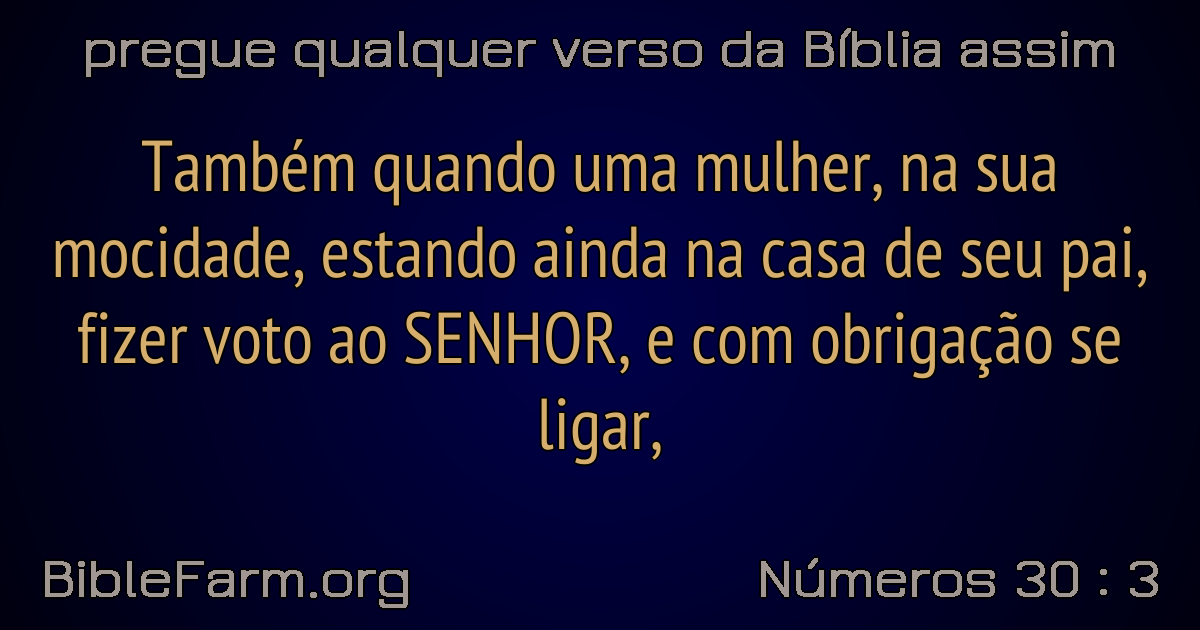 pregue qualquer verso da Bíblia assim
Também quando uma mulher, na sua
mocidade, estando ainda na casa de seu pai,
fizer voto ao SENHOR, e com obrigação se
ligar,
BibleFarm.org
Números 30 : 3